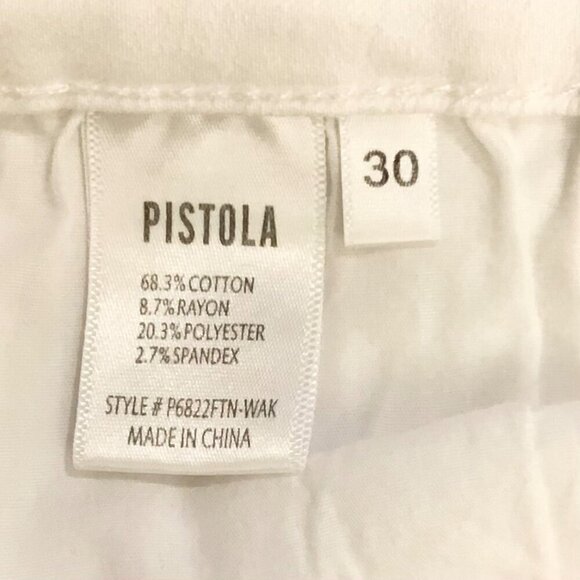 PISTOLA
68.3%COTTON
8.7%RAYON
20.3%POLYESTER
2.7%SPANDEX
STYLE# P6822FTN-WAK
MADE IN CHINA
30